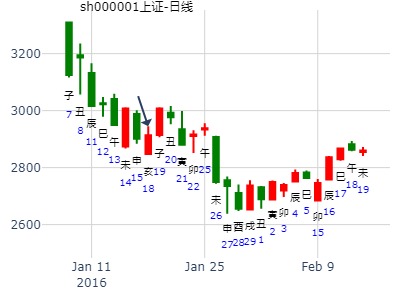 sh000001上证-日线
3200
3000
2800
2600
子 丑 辰 巳 午 未 申 亥 子 丑 寅 卯 午 未 申 酉 戌 丑 寅 卯 辰 巳 卯 辰 巳 午 未
7 8 11 12 13 14 15 18 19 20 21 22 25 26 27 28 29 1 2 3 4 5 15 16 17 18 19
Jan 11 Jan 25 Feb 9
2016